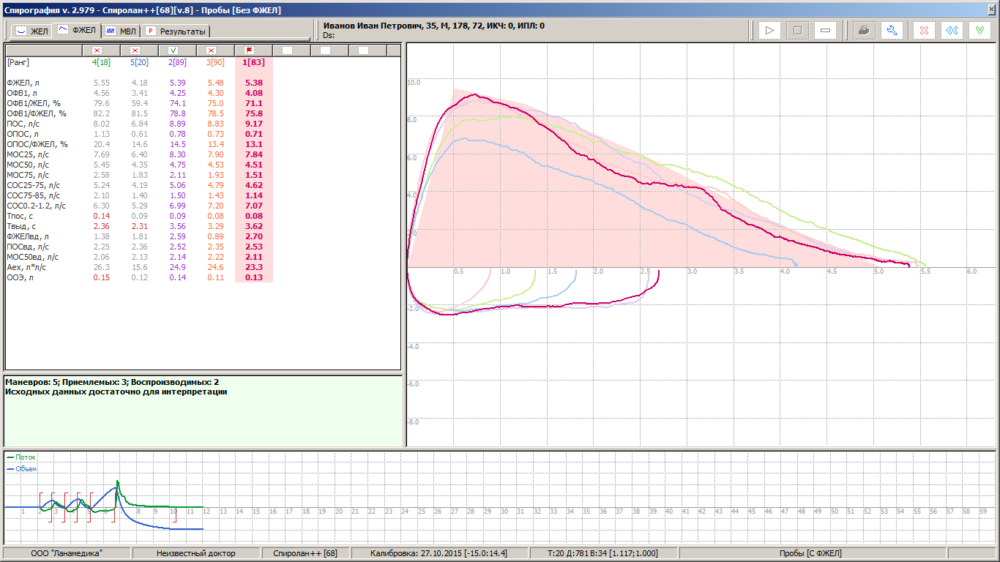 Спирография v. 2.979 - Спиролан++[68][v.8] - Пробы [Без ФЖЕЛ]
ЖЕЛ ФЖЕЛ МВЛ Р Результаты
Иванов Иван Петрович, 35, М, 178, 72, ИКЧ: 0, ИПЛ: 0
Ds:
[Ранг] 4[18] 5[20] 2[89] 3[90] 1[83]
ФЖЕЛ, л 5.55 4.18 5.39 5.48 5.38
ОФВ1, л 4.56 3.41 4.25 4.30 4.08
ОФВ1/ЖЕЛ, % 79.6 59.4 74.1 75.0 71.1
ОФВ1/ФЖЕЛ, % 82.2 81.5 78.8 78.5 75.8
ПОС, л/с 8.02 6.84 8.89 8.83 9.17
ОПОС, л 1.13 0.61 0.78 0.73 0.71
ОПОС/ФЖЕЛ, % 20.4 14.6 14.5 13.4 13.1
МОС25, л/с 7.69 6.40 8.30 7.90 7.84
МОС50, л/с 5.45 4.35 4.75 4.53 4.51
МОС75, л/с 2.58 1.83 2.11 1.93 1.51
СОС25-75, л/с 5.24 4.19 5.06 4.79 4.62
СОС75-85, л/с 2.10 1.40 1.50 1.43 1.14
СОС0.2-1.2, л/с 6.30 5.29 6.99 7.20 7.07
Тпос, с 0.14 0.09 0.09 0.08 0.08
Твыд, с 2.36 2.31 3.56 3.29 3.62
ФЖЕЛвд, л 1.38 1.81 2.59 0.89 2.70
ПОСвд, л/с 2.25 2.36 2.52 2.35 2.53
МОС50вд, л/с 2.06 2.13 2.14 2.22 2.11
Аех, л*л/с 26.3 15.6 24.9 24.6 23.3
ООЭ, л 0.15 0.12 0.14 0.11 0.13
10.0
8.0
6.0
4.0
0.5 1.0 1.5 2.0 2.5 3.0 3.5 4.0 4.5 5.0 5.5 6.0
-2.0
-4.0
-6.0
-8.0
Маневров: 5; Приемлемых: 3; Воспроизводимых: 2
Исходных данных достаточно для интерпретации
Поток
Объем
1 2 3 4 5 6 7 8 9 10 11 12 13 14 15 16 17 18 19 20 21 22 23 24 25 26 27 28 29 30 31 32 33 34 35 36 37 38 39 40 41 42 43 44 45 46 47 48 49 50 51 52 53 54 55 56 57 58 59
ООО "Ланамедика" Неизвестный доктор Спиролан++ [68] Калибровка: 27.10.2015 [-15.0:14.4] Т:20 Д:781 В:34 [1.117;1.000] Пробы [С ФЖЕЛ]